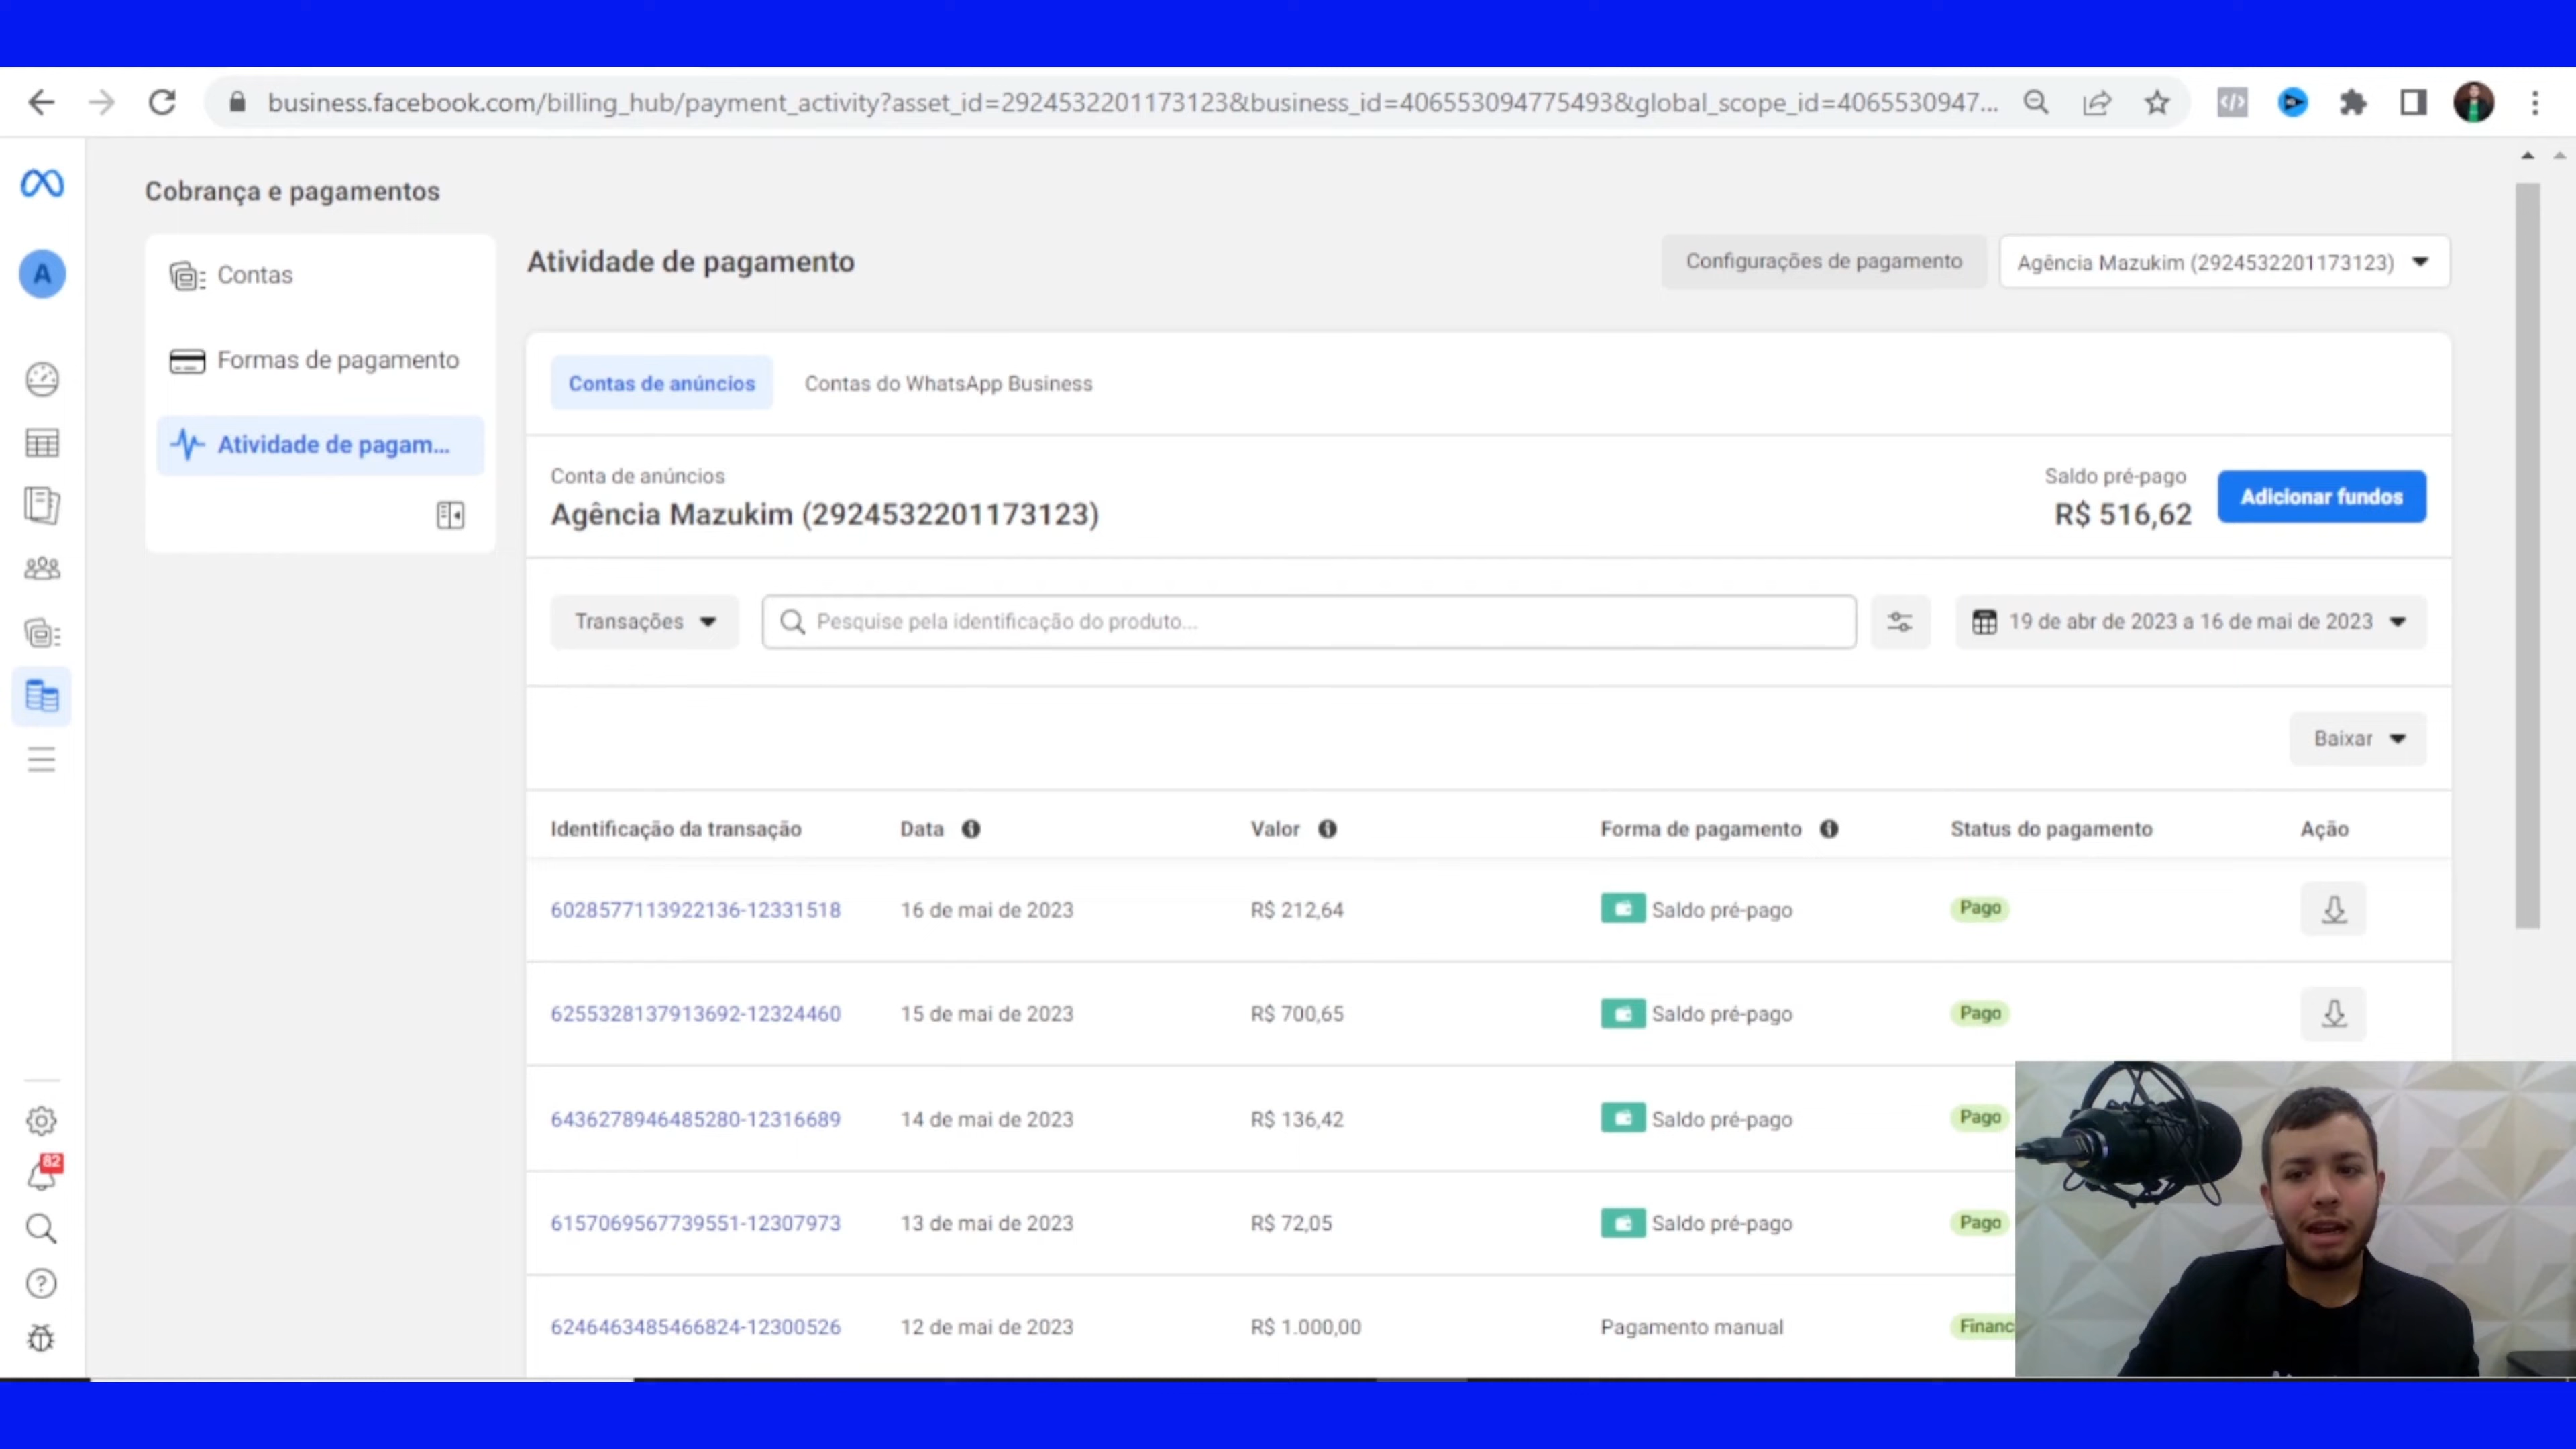 business.facebook.com/billing_hub/payment_activity?asset_id=2924532201173123&business_id=406553094775493&global_scope_id=4065530947...
Cobrança e pagamentos
A
Contas
Formas de pagamento
Atividade de pagam...
Atividade de pagamento
Configurações de pagamento
Agência Mazukim (2924532201173123)
Contas de anúncios
Contas do WhatsApp Business
Conta de anúncios
Agência Mazukim (2924532201173123)
Saldo pré-pago
R$ 516,62
Adicionar fundos
Transações
Pesquise pela identificação do produto...
19 de abr de 2023 a 16 de mai de 2023
Baixar
Identificação da transação Data Valor Forma de pagamento Status do pagamento Ação
6028577113922136-12331518 16 de mai de 2023 R$ 212,64 Saldo pré-pago Pago
6255328137913692-12324460 15 de mai de 2023 R$ 700,65 Saldo pré-pago Pago
6436278946485280-12316689 14 de mai de 2023 R$ 136,42 Saldo pré-pago Pago
6157069567739551-12307973 13 de mai de 2023 R$ 72,05 Saldo pré-pago Pago
6246463485466824-12300526 12 de mai de 2023 R$ 1.000,00 Pagamento manual Financ
82